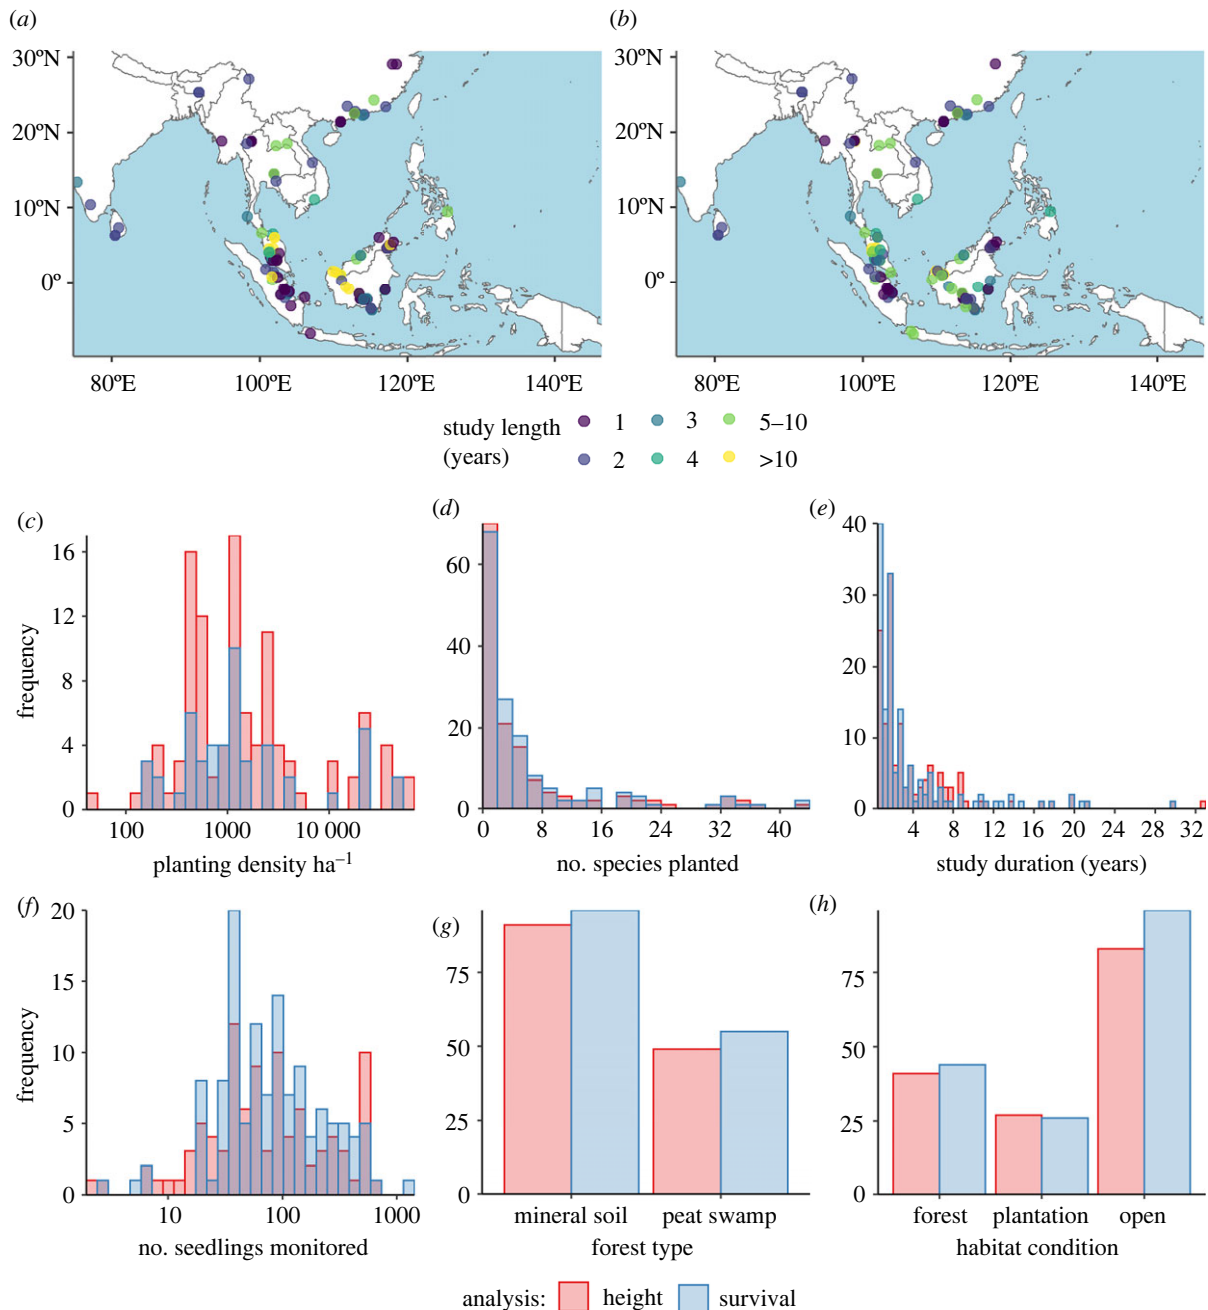 (a)
(b)
30ºN
20ºN
10ºN
0º
80ºE
100ºE
120ºE
140ºE
30ºN
20ºN
10ºN
0º
80ºE
100ºE
120ºE
140ºE
study length
(years)
1
3
5–10
2
4
>10
(c)
frequency
16
12
8
4
0
100
1000
10 000
planting density ha⁻¹
(d)
60
40
20
0
0
8
16
24
32
40
no. species planted
(e)
40
30
20
10
0
4
8
12
16
20
24
28
32
study duration (years)
(f)
frequency
20
15
10
5
0
10
100
1000
no. seedlings monitored
(g)
75
50
25
0
mineral soil
peat swamp
forest type
(h)
75
50
25
0
forest
plantation
open
habitat condition
analysis:
height
survival